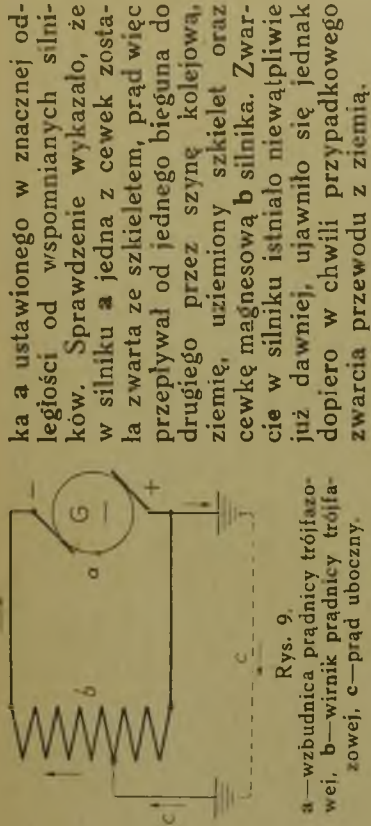 ka a ustawionego w znacznej od-
ległości od wspomnianych silni-
ków. Sprawdzenie wykazało, że
w silniku a jedna z cewek zosta-
ła zwarta ze szkieletem, prąd więc
przepływał od jednego bieguna do
drugiego przez szynę kolejową,
ziemię, uziemiony szkielet oraz
cewkę magnesową b silnika. Zwar-
cie w silniku istniało niewątpliwie
już dawniej, ujawniło się jednak
dopiero w chwili przypadkowego
zwarcia przewodu z ziemią.
−
G
−
+
a
b
c
c
Rys. 9.
a—wzbudnica prądnicy trójfazo-
wej, b—wirnik prądnicy trójfa-
zowej, c—prąd uboczny.